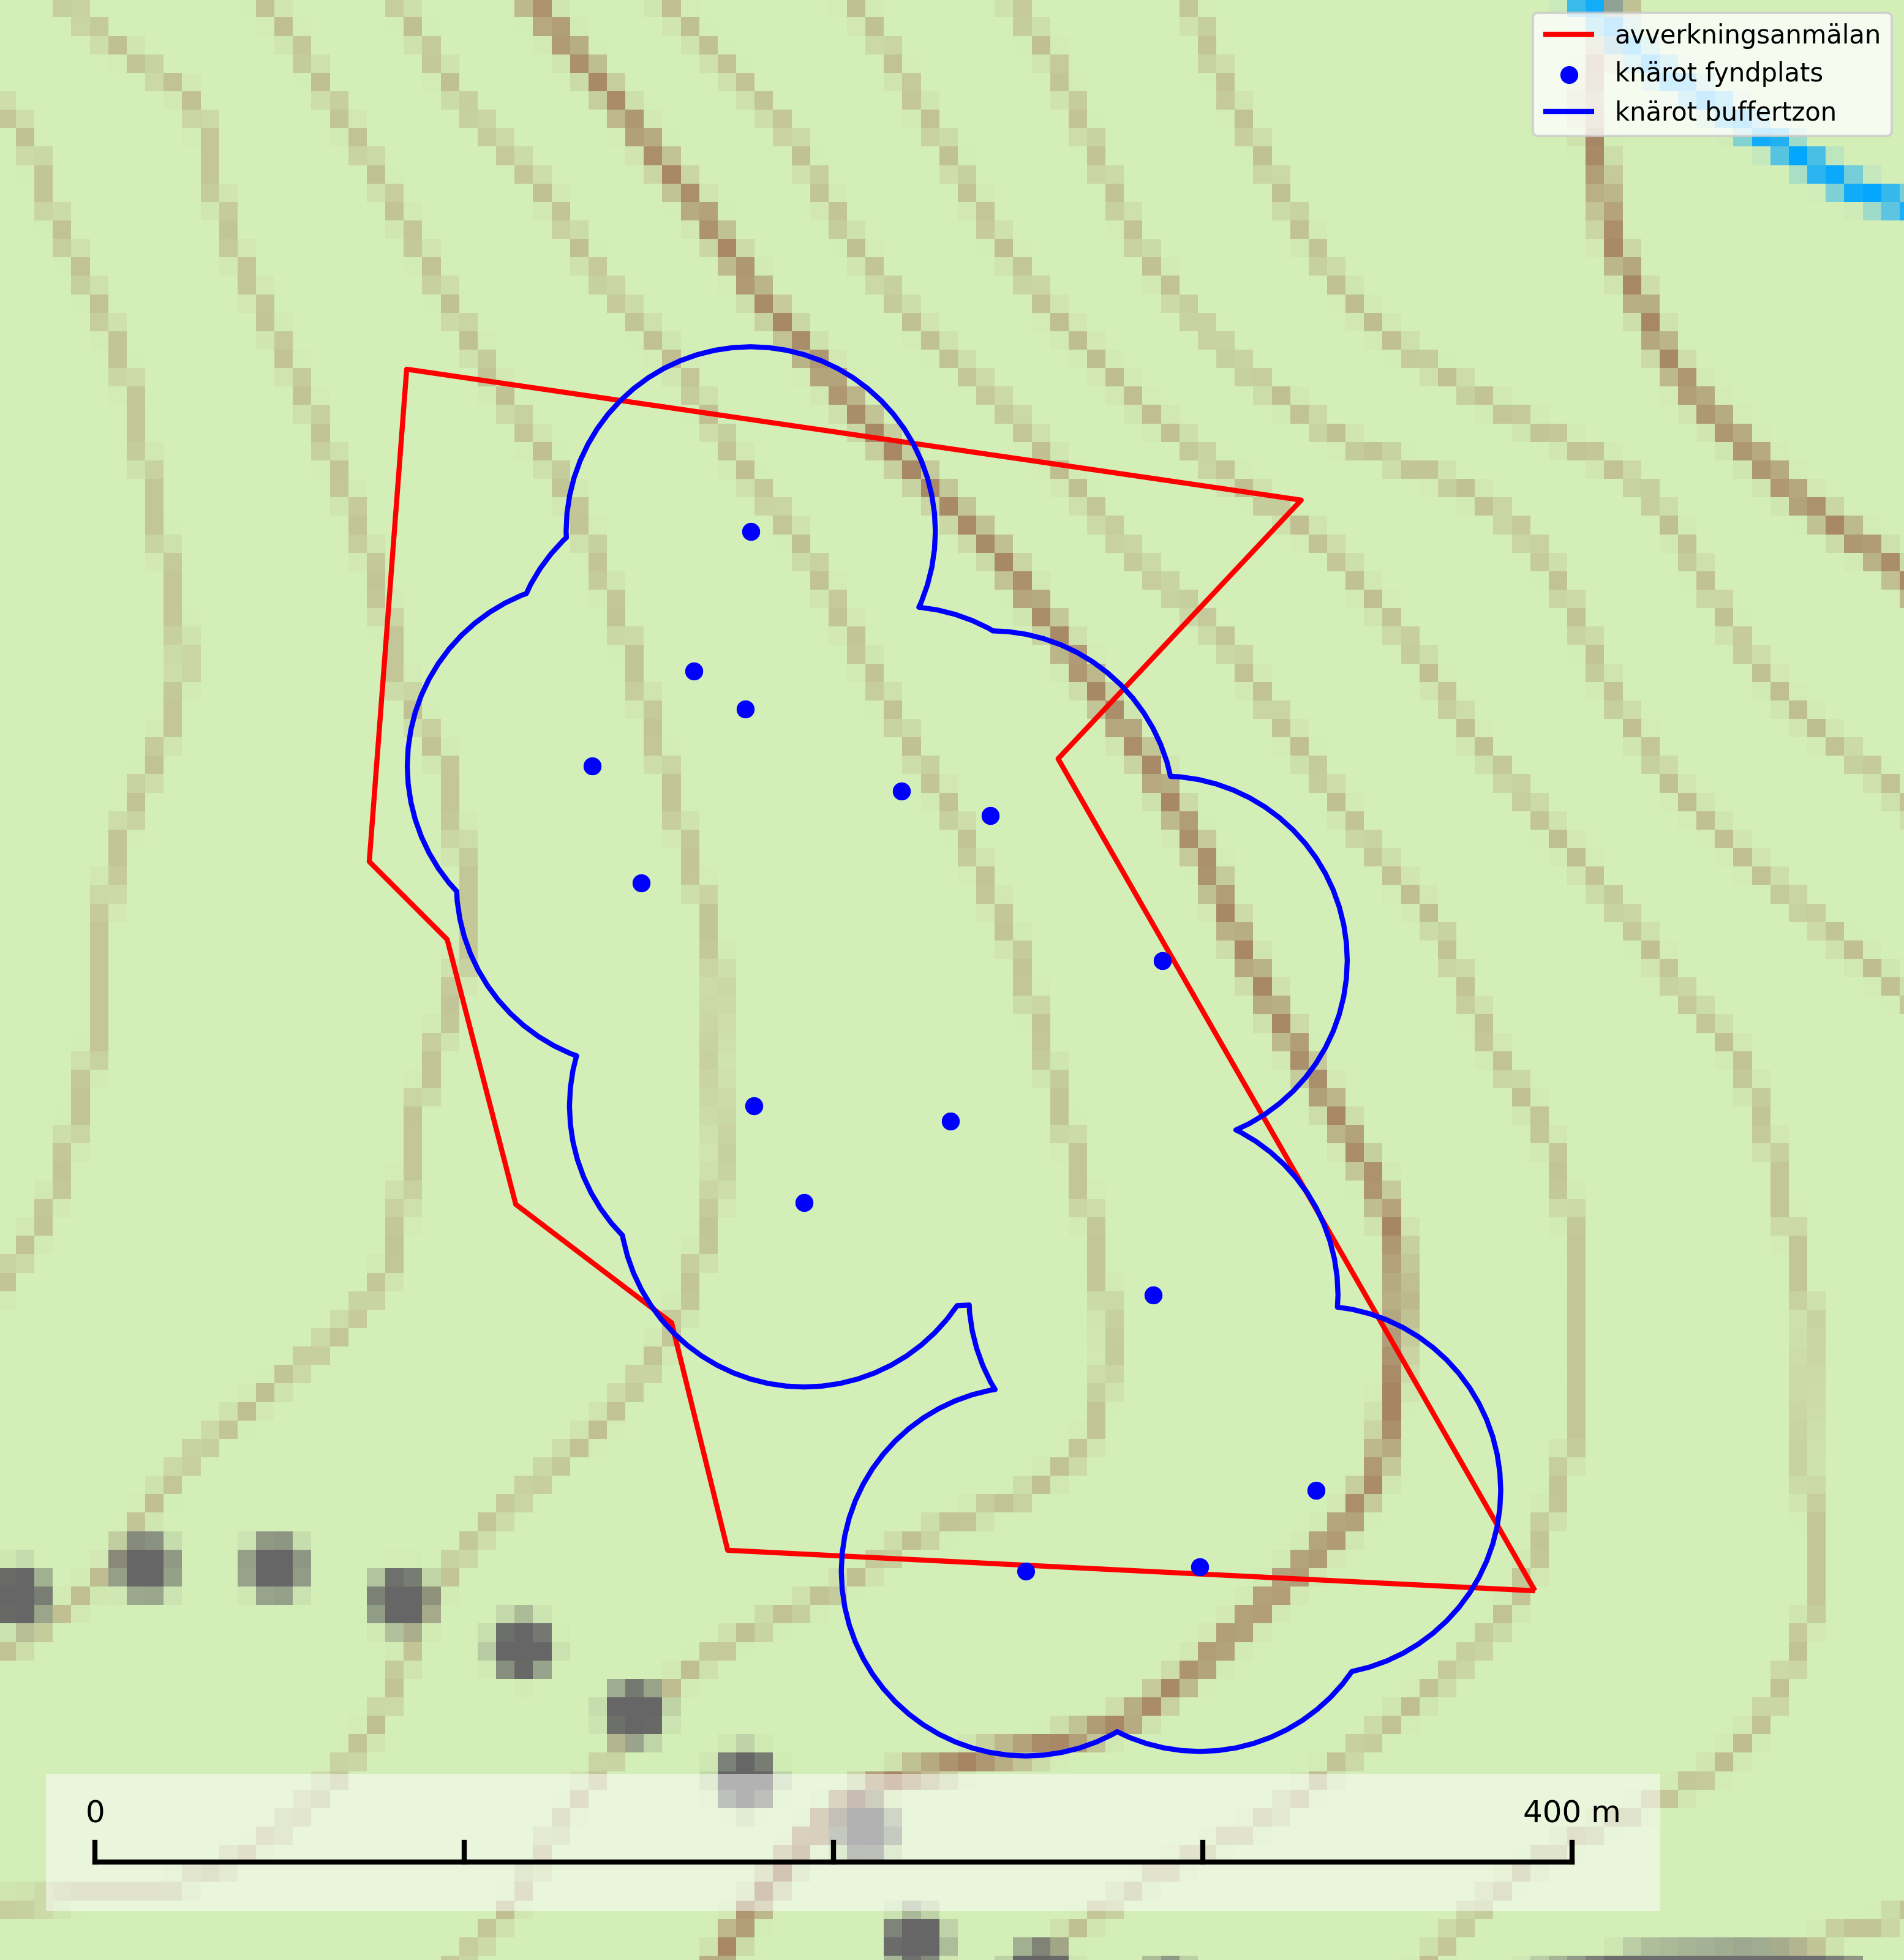 avverkningsanmälan
knärot fyndplats
knärot buffertzon
0
400 m